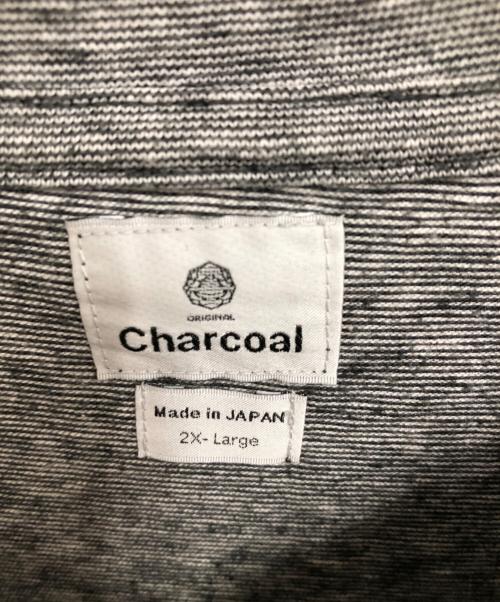 ORIGINAL
Charcoal
Made in JAPAN
2X- Large